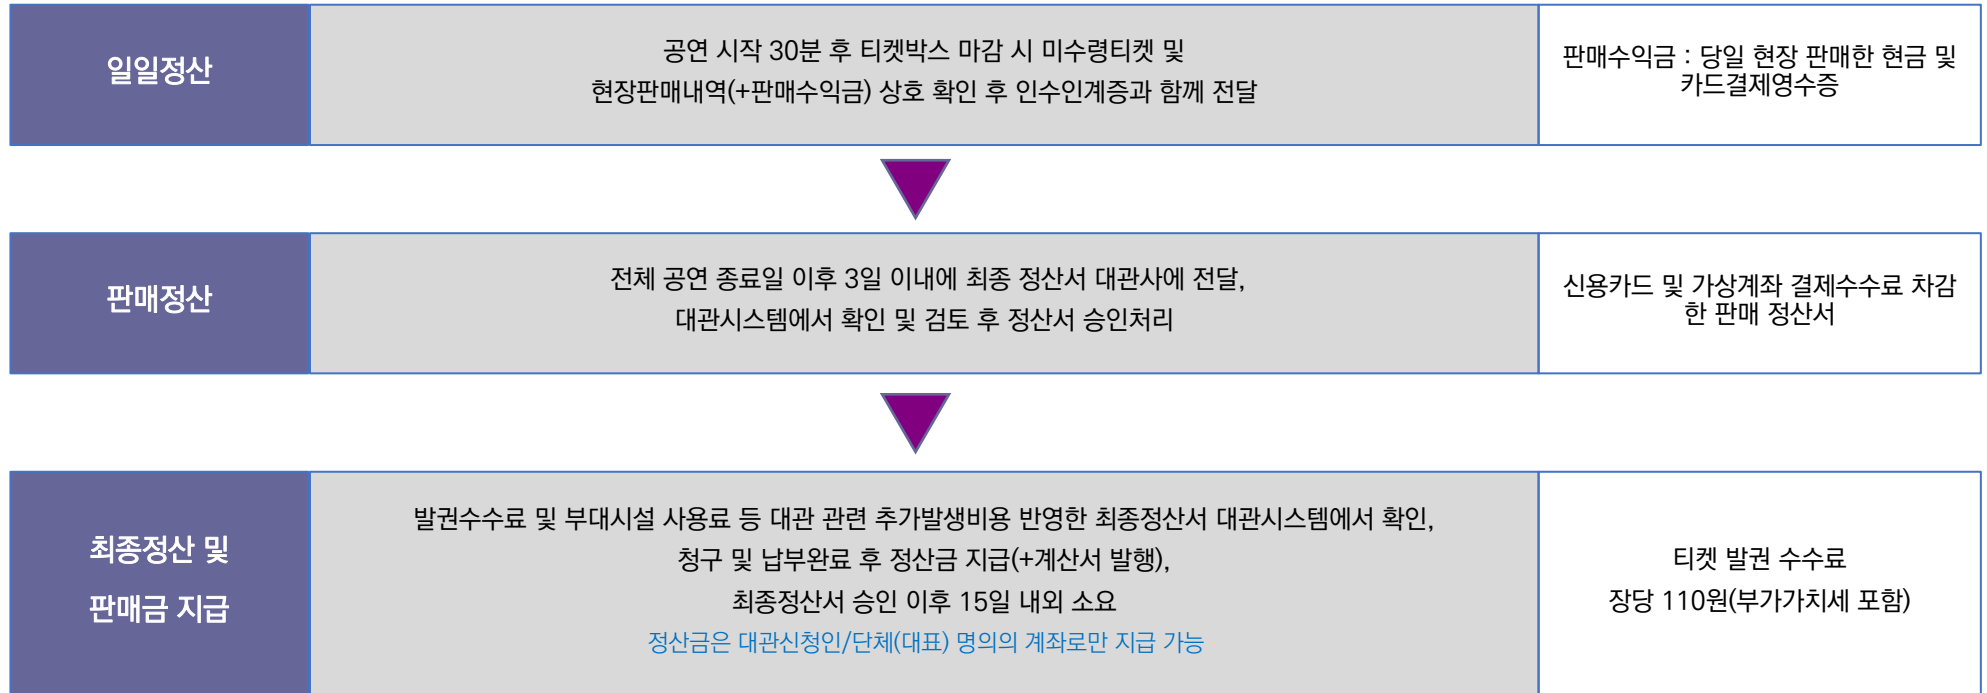 일일정산
공연 시작 30분 후 티켓박스 마감 시 미수령티켓 및
현장판매내역(+판매수익금) 상호 확인 후 인수인계증과 함께 전달
판매수익금 : 당일 현장 판매한 현금 및
카드결제영수증
판매정산
전체 공연 종료일 이후 3일 이내에 최종 정산서 대관사에 전달,
대관시스템에서 확인 및 검토 후 정산서 승인처리
신용카드 및 가상계좌 결제수수료 차감
한 판매 정산서
최종정산 및
판매금 지급
발권수수료 및 부대시설 사용료 등 대관 관련 추가발생비용 반영한 최종정산서 대관시스템에서 확인,
청구 및 납부완료 후 정산금 지급(+계산서 발행),
최종정산서 승인 이후 15일 내외 소요
정산금은 대관신청인/단체(대표) 명의의 계좌로만 지급 가능
티켓 발권 수수료
장당 110원(부가가치세 포함)